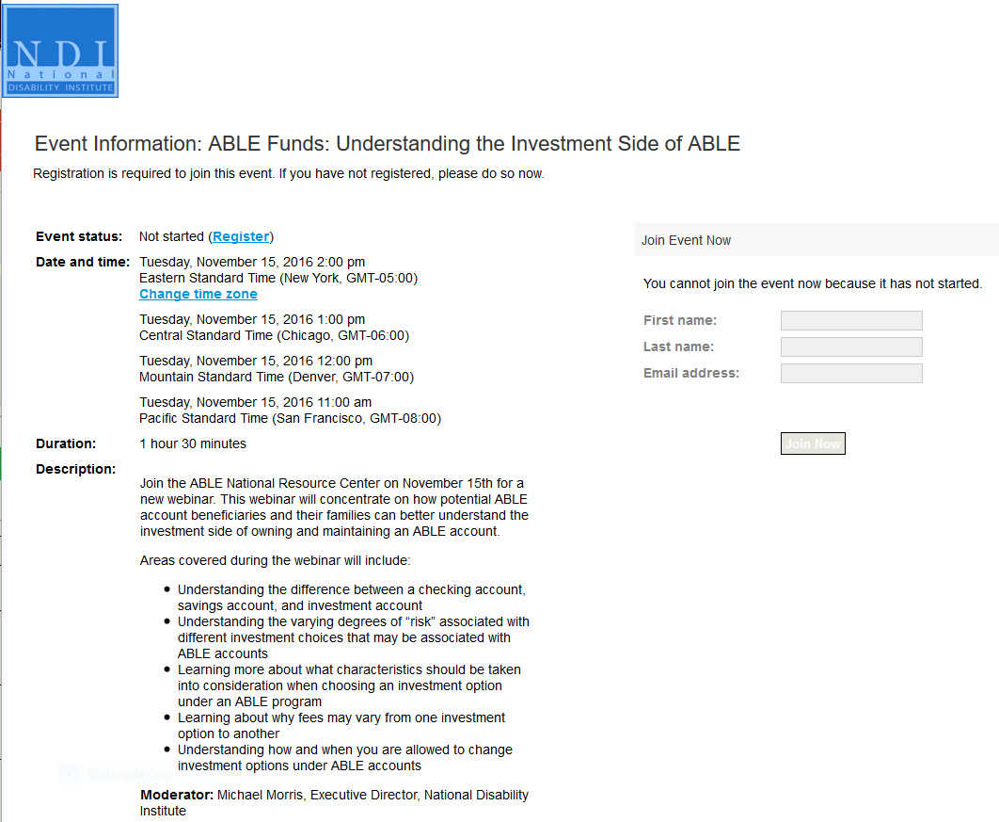 NDI
National
DISABILITY INSTITUTE
Event Information: ABLE Funds: Understanding the Investment Side of ABLE
Registration is required to join this event. If you have not registered, please do so now.
Event status: Not started (Register)
Date and time: Tuesday, November 15, 2016 2:00 pm
Eastern Standard Time (New York, GMT-05:00)
Change time zone
Tuesday, November 15, 2016 1:00 pm
Central Standard Time (Chicago, GMT-06:00)
Tuesday, November 15, 2016 12:00 pm
Mountain Standard Time (Denver, GMT-07:00)
Tuesday, November 15, 2016 11:00 am
Pacific Standard Time (San Francisco, GMT-08:00)
Duration: 1 hour 30 minutes
Description:
Join the ABLE National Resource Center on November 15th for a
new webinar. This webinar will concentrate on how potential ABLE
account beneficiaries and their families can better understand the
investment side of owning and maintaining an ABLE account.
Areas covered during the webinar will include:
• Understanding the difference between a checking account,
savings account, and investment account
• Understanding the varying degrees of “risk” associated with
different investment choices that may be associated with
ABLE accounts
• Learning more about what characteristics should be taken
into consideration when choosing an investment option
under an ABLE program
• Learning about why fees may vary from one investment
option to another
• Understanding how and when you are allowed to change
investment options under ABLE accounts
Rectangular
Moderator: Michael Morris, Executive Director, National Disability
Institute
Join Event Now
You cannot join the event now because it has not started.
First name:
Last name:
Email address:
Join Now